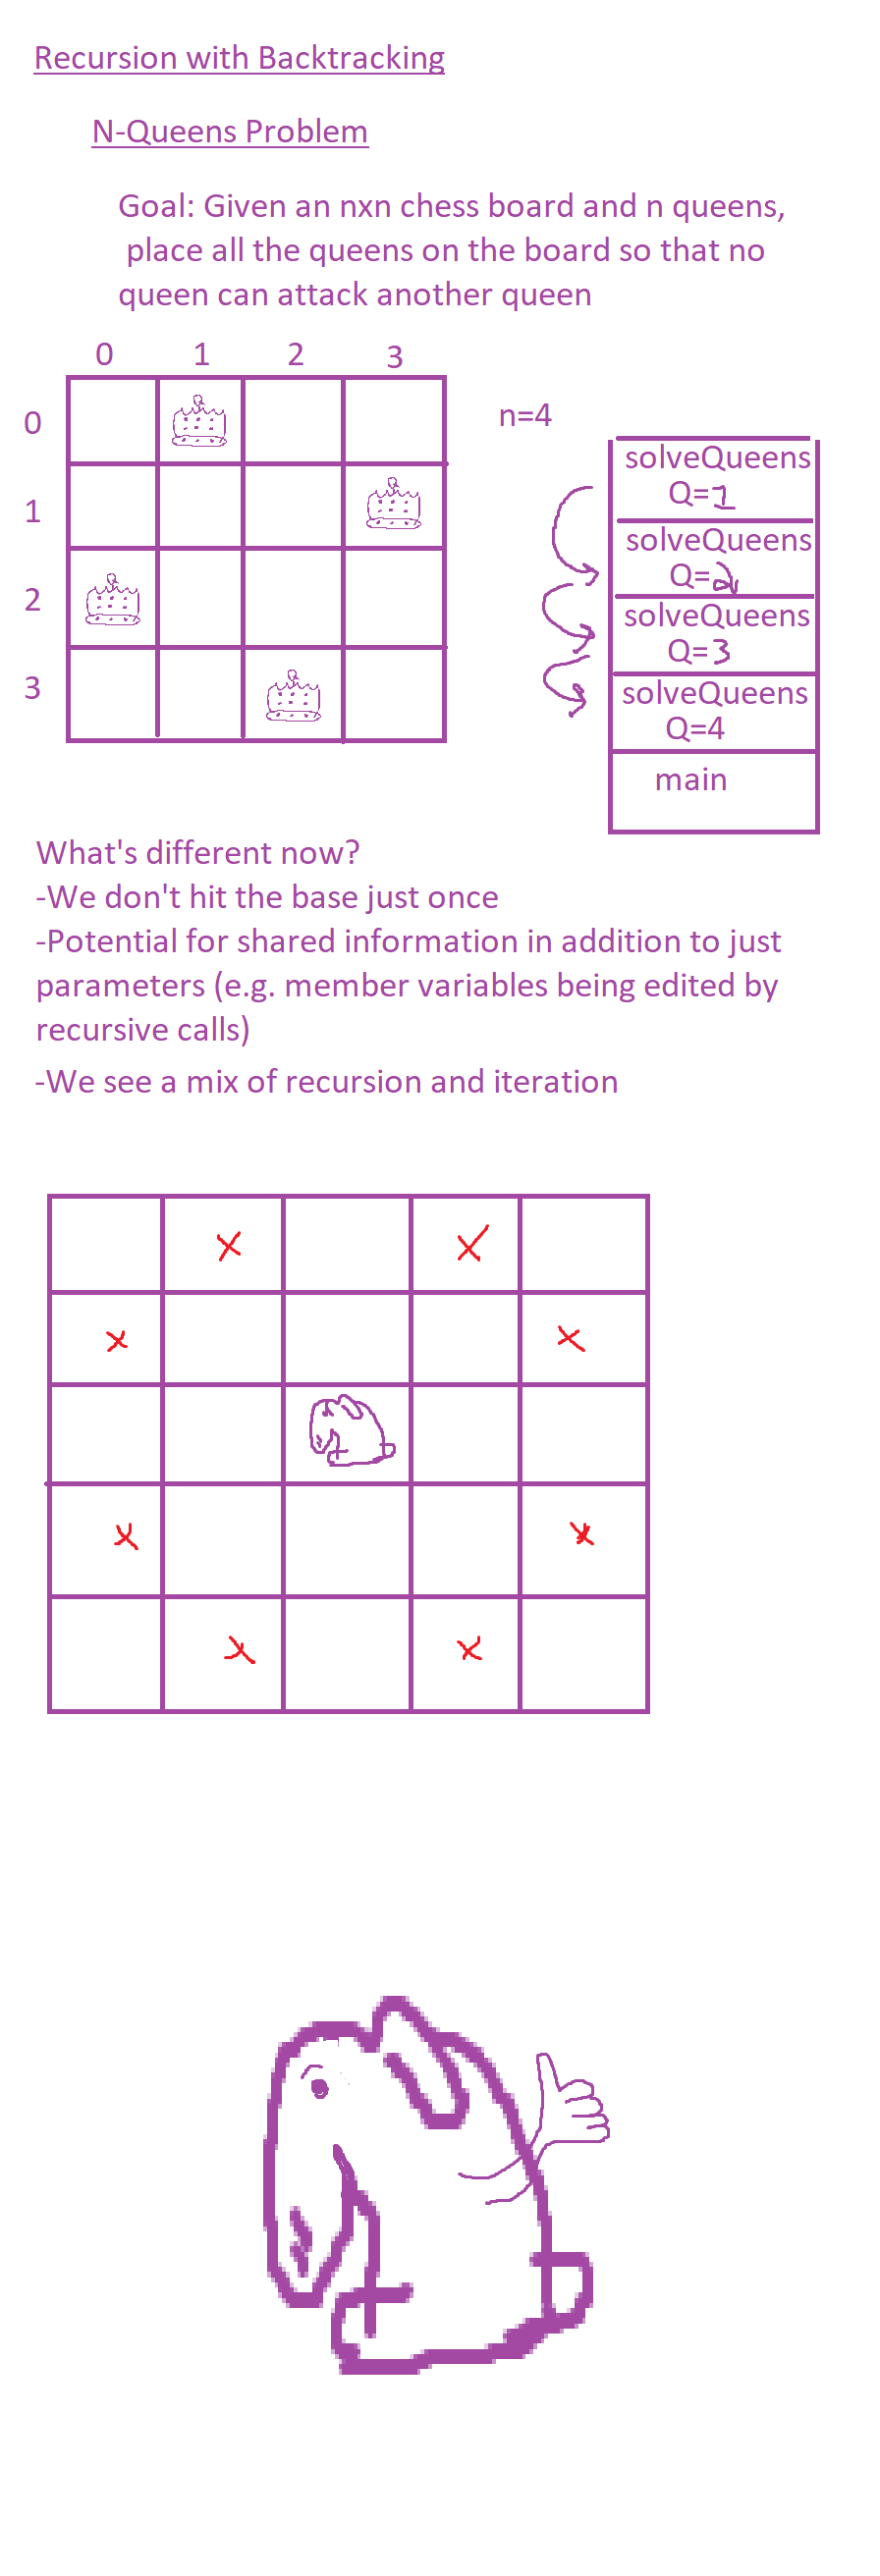 Recursion with Backtracking
N-Queens Problem
Goal: Given an nxn chess board and n queens,
place all the queens on the board so that no
queen can attack another queen
0 1 2 3
0
1
2
3
n=4
solveQueens
Q=1
solveQueens
Q=2
solveQueens
Q=3
solveQueens
Q=4
main
What's different now?
-We don't hit the base just once
-Potential for shared information in addition to just
parameters (e.g. member variables being edited by
recursive calls)
-We see a mix of recursion and iteration